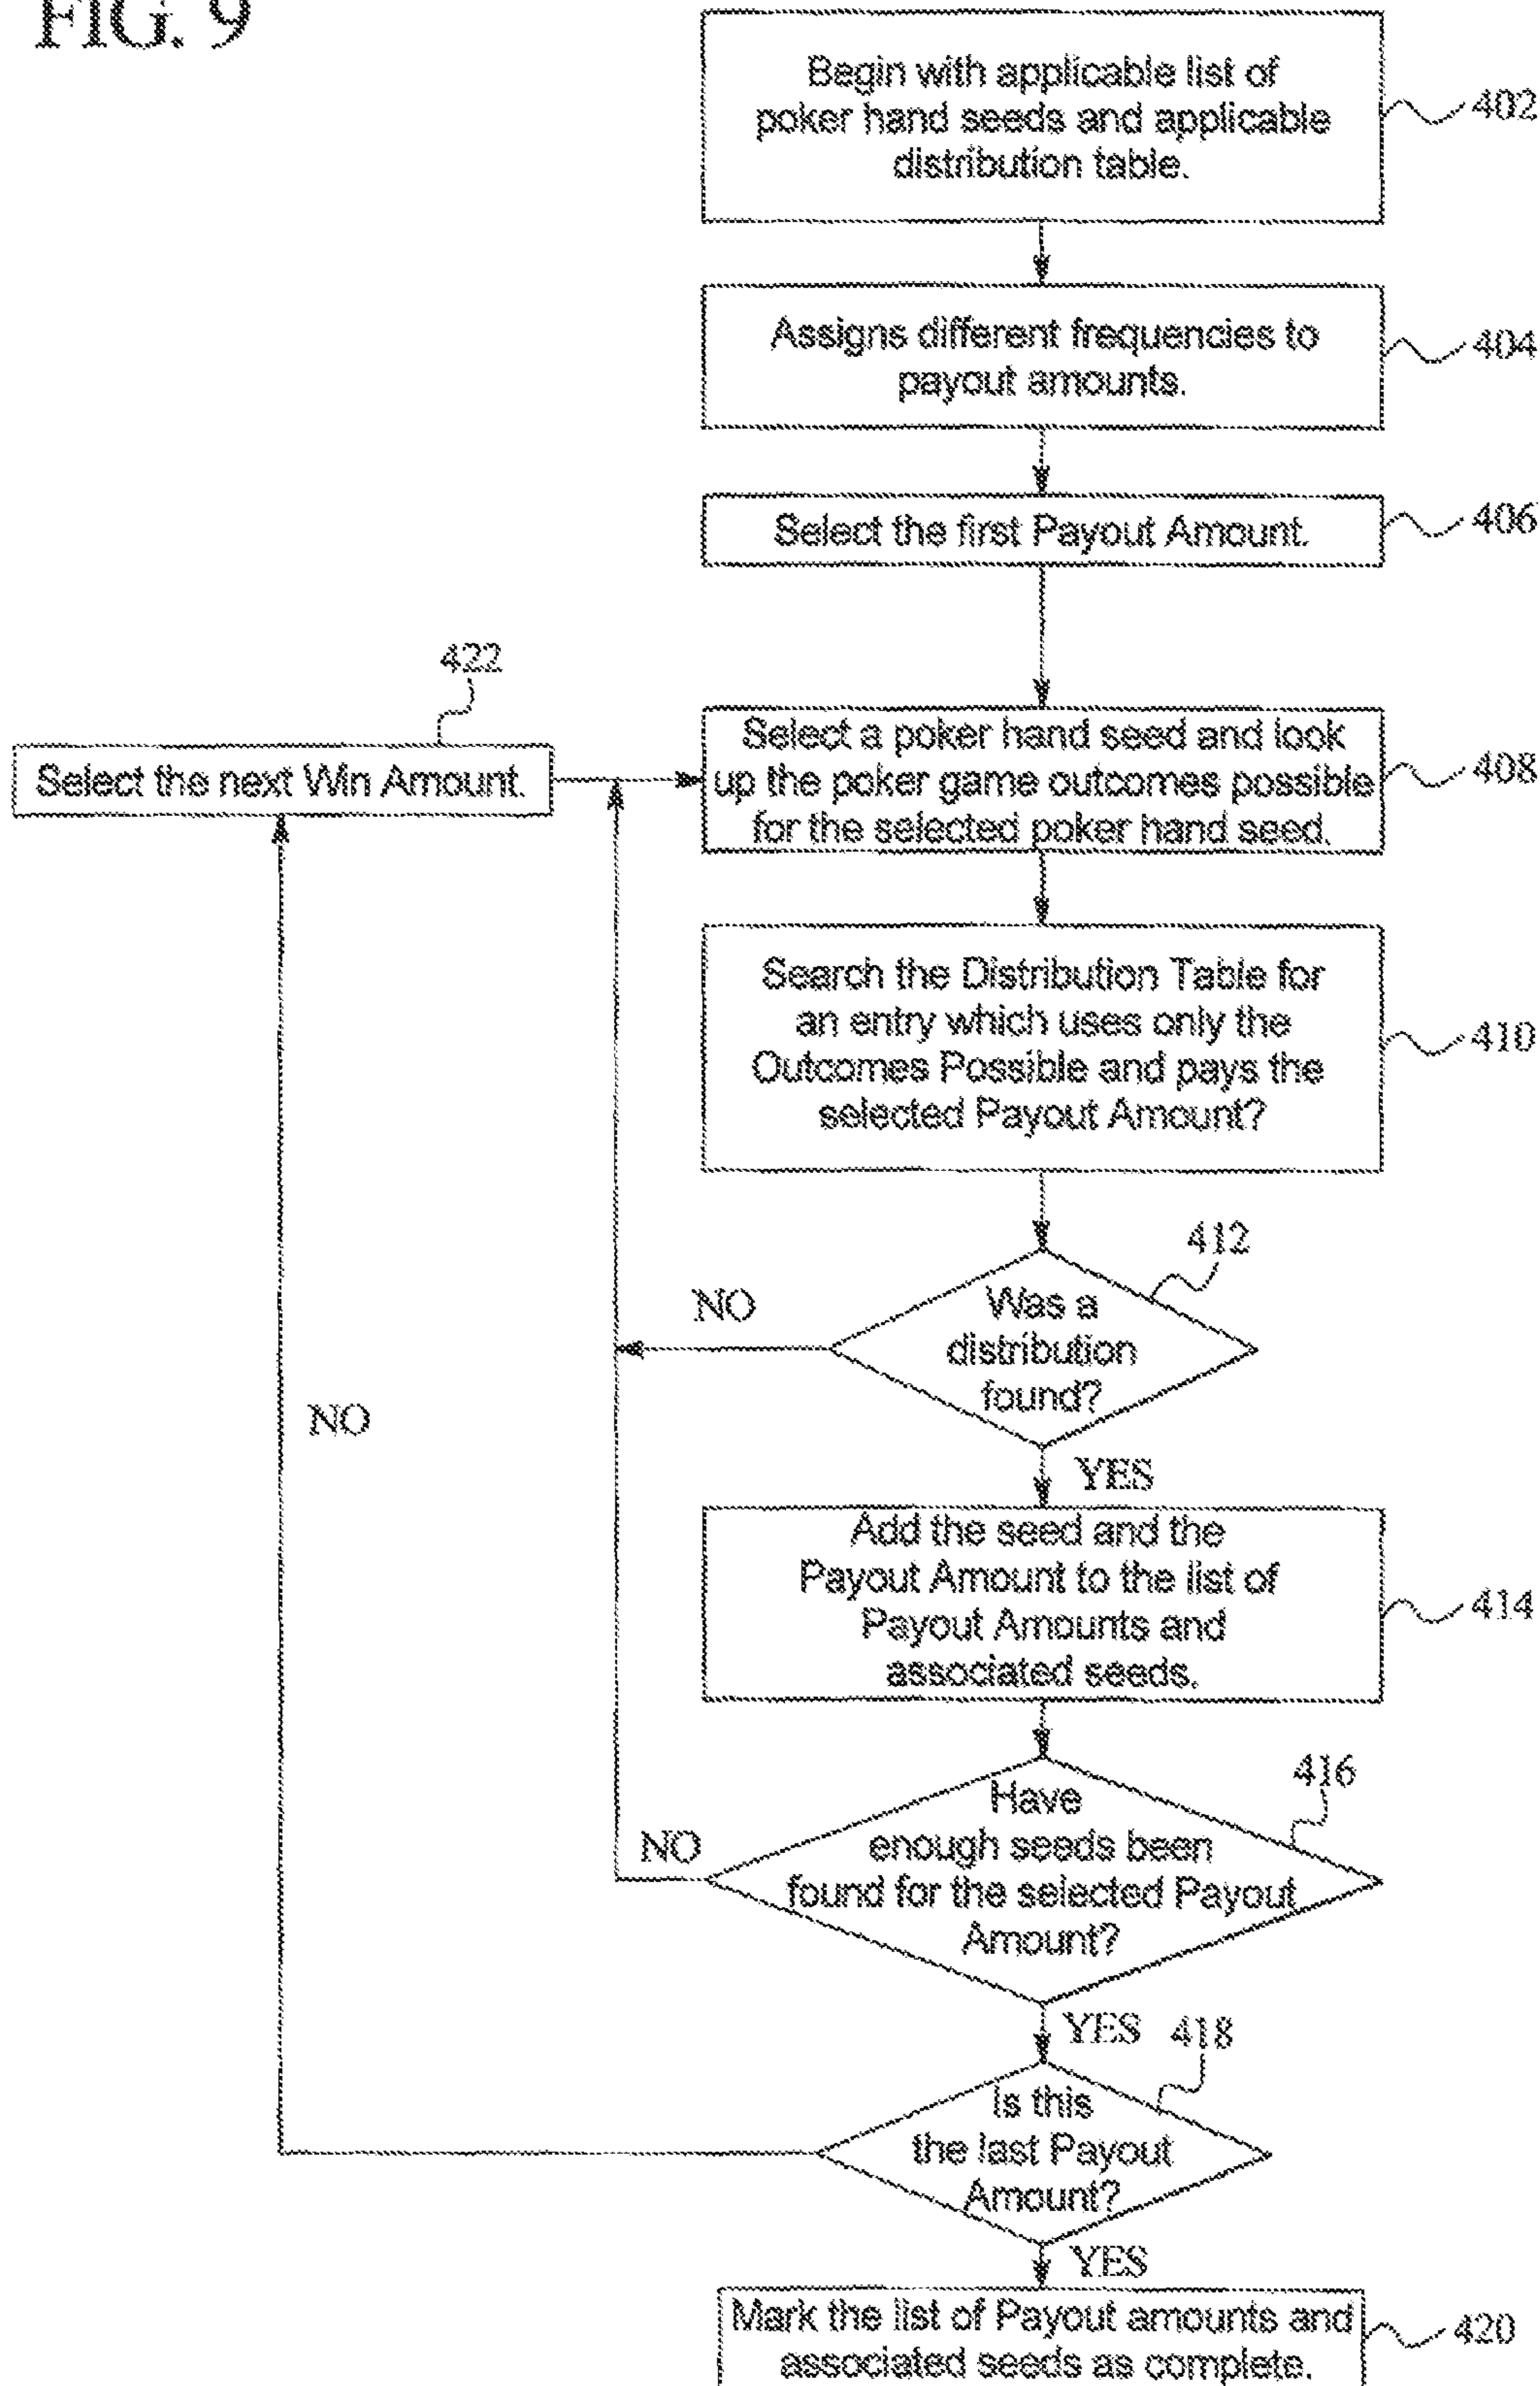 FIG. 9
Begin with applicable list of
poker hand seeds and applicable
distribution table.
402
Assigns different frequencies to
payout amounts.
404
Select the first Payout Amount.
406
422
Select the next Win Amount.
Select a poker hand seed and look
up the poker game outcomes possible
for the selected poker hand seed.
408
Search the Distribution Table for
an entry which uses only the
Outcomes Possible and pays the
selected Payout Amount?
410
412
Was a
distribution
found?
NO
NO
YES
Add the seed and the
Payout Amount to the list of
Payout Amounts and
associated seeds.
414
416
Have
enough seeds been
found for the selected Payout
Amount?
NO
YES
418
Is this
the last Payout
Amount?
YES
Mark the list of Payout amounts and
associated seeds as complete.
420